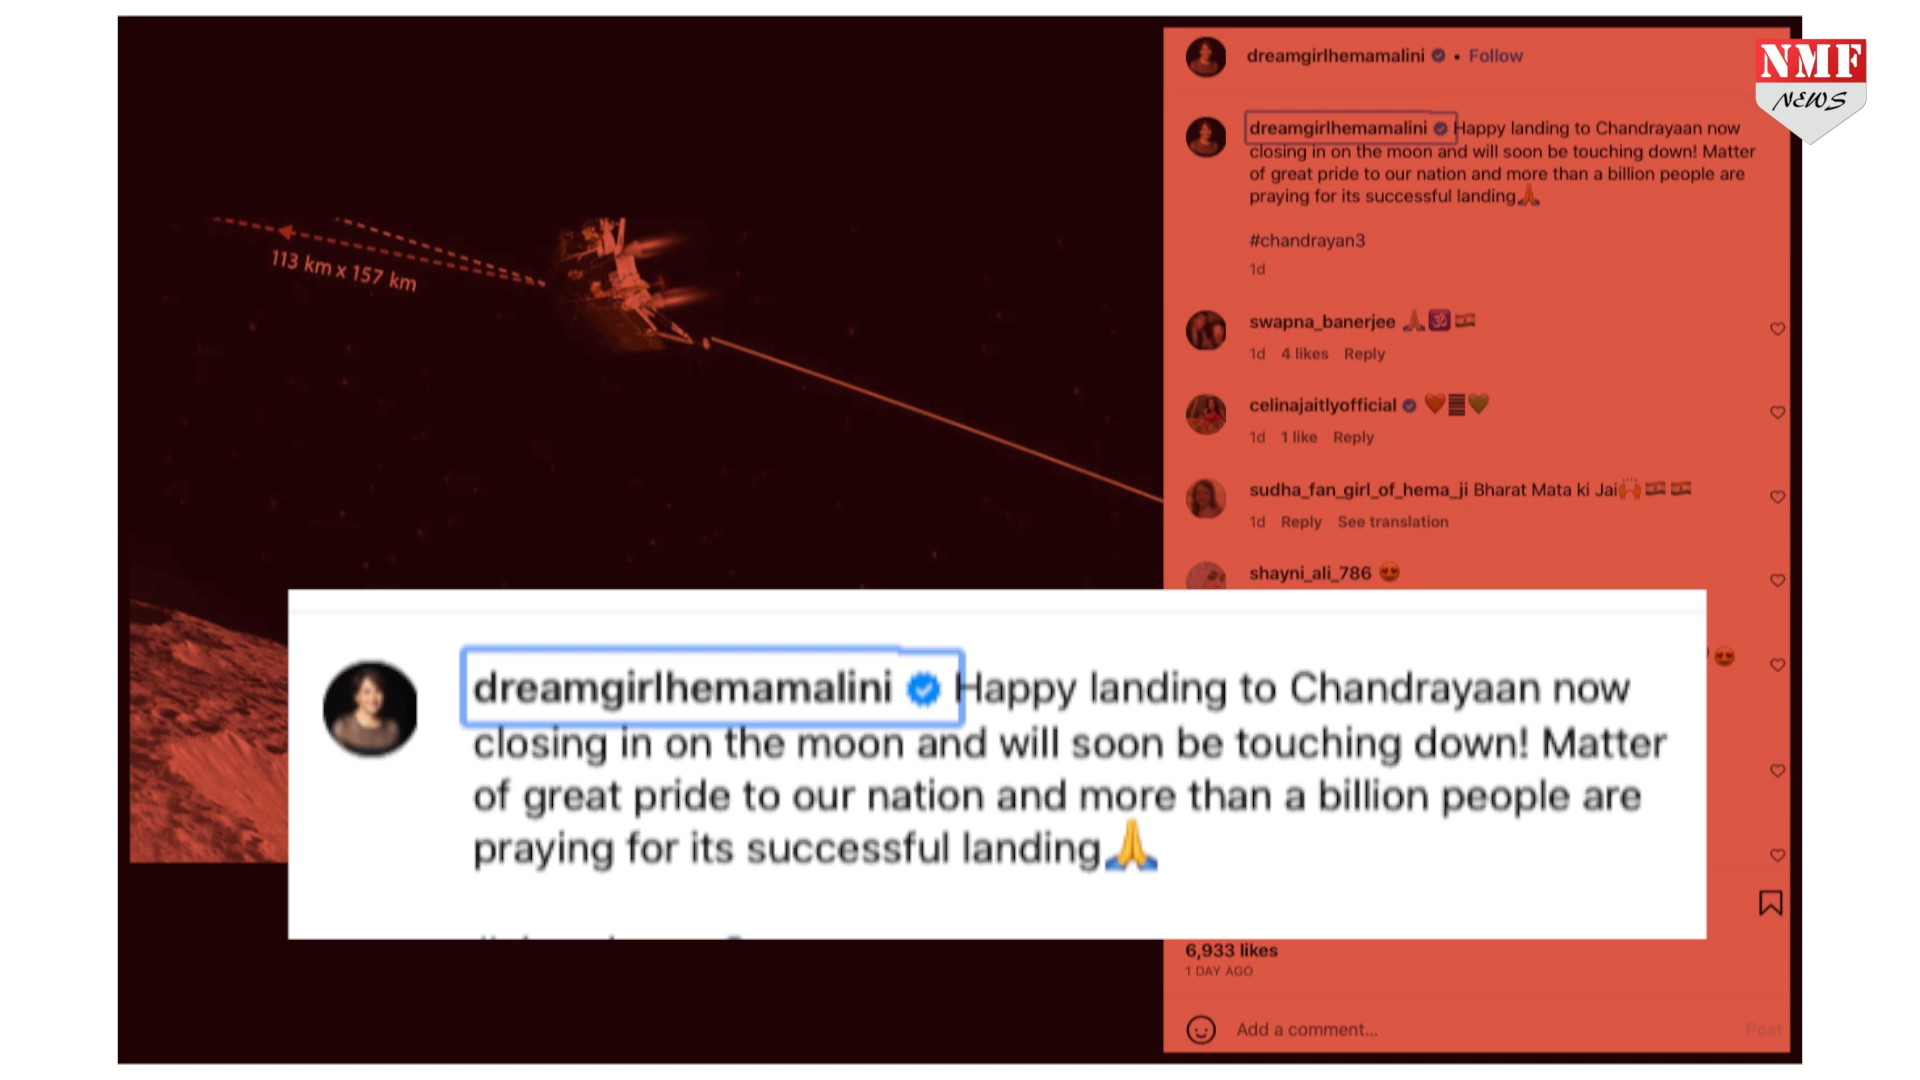 NMF
NEWS
113 km x 157 km
dreamgirlhemamalini • Follow
dreamgirlhemamalini Happy landing to Chandrayaan now
closing in on the moon and will soon be touching down! Matter
of great pride to our nation and more than a billion people are
praying for its successful landing🙏
#chandrayan3
1d
swapna_banerjee 🙏🕉️🇮🇳
1d 4 likes Reply
celinajaitlyofficial
1d 1 like Reply
sudha_fan_girl_of_hema_ji Bharat Mata ki Jai🙌🇮🇳🇮🇳
1d Reply See translation
shayni_ali_786 😍
dreamgirlhemamalini Happy landing to Chandrayaan now
closing in on the moon and will soon be touching down! Matter
of great pride to our nation and more than a billion people are
praying for its successful landing🙏
6,933 likes
1 DAY AGO
Add a comment...
Post